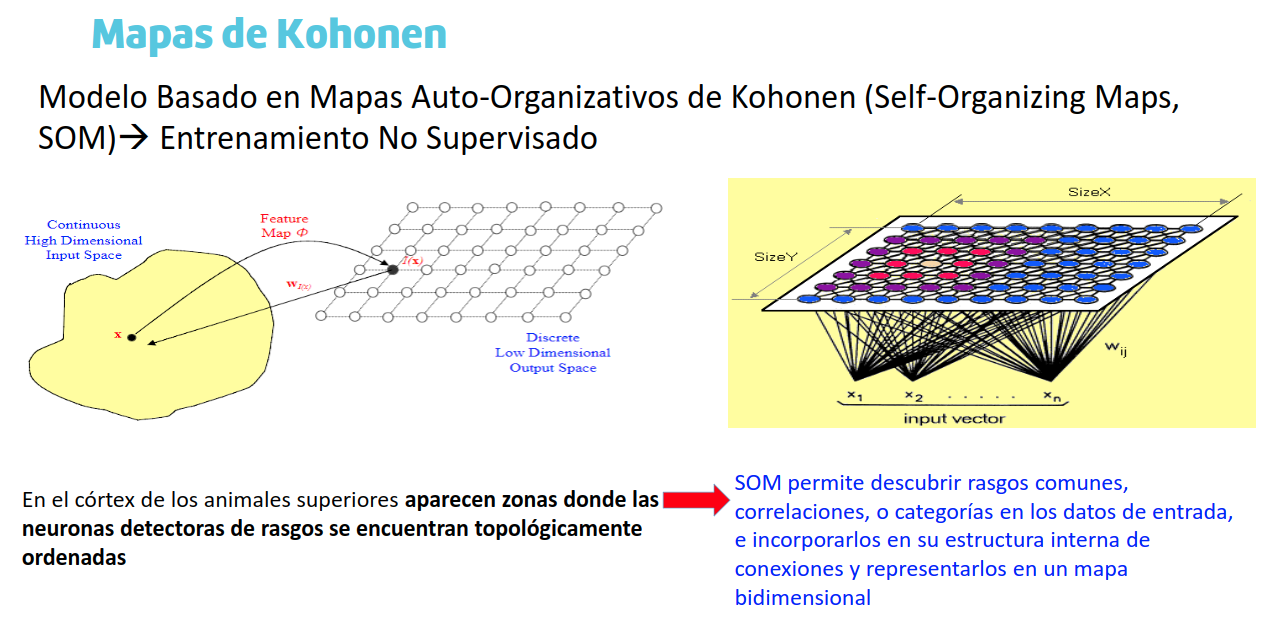 Mapas de Kohonen
Modelo Basado en Mapas Auto-Organizativos de Kohonen (Self-Organizing Maps,
SOM)→ Entrenamiento No Supervisado
Continuous
High Dimensional
Input Space
Feature
Map Φ
I(x)
w I(x)
x
Discrete
Low Dimensional
Output Space
SizeX
SizeY
wij
x1 x2 . . . . . xn
input vector
En el córtex de los animales superiores aparecen zonas donde las
neuronas detectoras de rasgos se encuentran topológicamente
ordenadas
SOM permite descubrir rasgos comunes,
correlaciones, o categorías en los datos de entrada,
e incorporarlos en su estructura interna de
conexiones y representarlos en un mapa
bidimensional